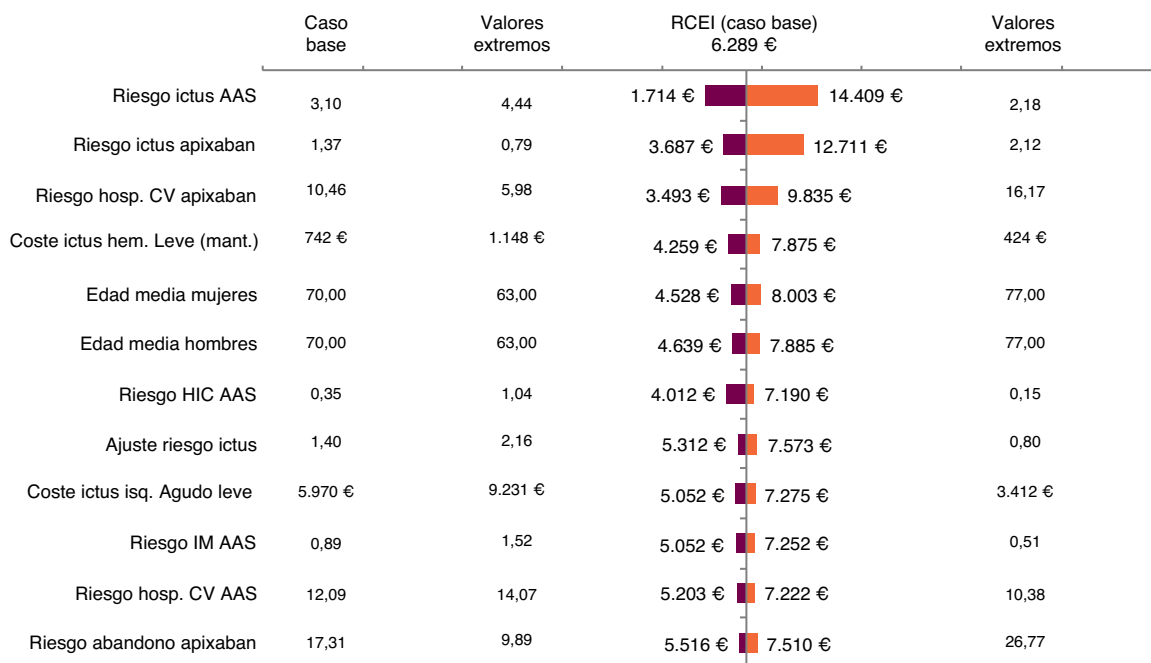 Caso base
Valores extremos
RCEI (caso base) 6.289 €
Valores extremos
Riesgo ictus AAS 3,10 4,44 1.714 € 14.409 € 2,18
Riesgo ictus apixaban 1,37 0,79 3.687 € 12.711 € 2,12
Riesgo hosp. CV apixaban 10,46 5,98 3.493 € 9.835 € 16,17
Coste ictus hem. Leve (mant.) 742 € 1.148 € 4.259 € 7.875 € 424 €
Edad media mujeres 70,00 63,00 4.528 € 8.003 € 77,00
Edad media hombres 70,00 63,00 4.639 € 7.885 € 77,00
Riesgo HIC AAS 0,35 1,04 4.012 € 7.190 € 0,15
Ajuste riesgo ictus 1,40 2,16 5.312 € 7.573 € 0,80
Coste ictus isq. Agudo leve 5.970 € 9.231 € 5.052 € 7.275 € 3.412 €
Riesgo IM AAS 0,89 1,52 5.052 € 7.252 € 0,51
Riesgo hosp. CV AAS 12,09 14,07 5.203 € 7.222 € 10,38
Riesgo abandono apixaban 17,31 9,89 5.516 € 7.510 € 26,77